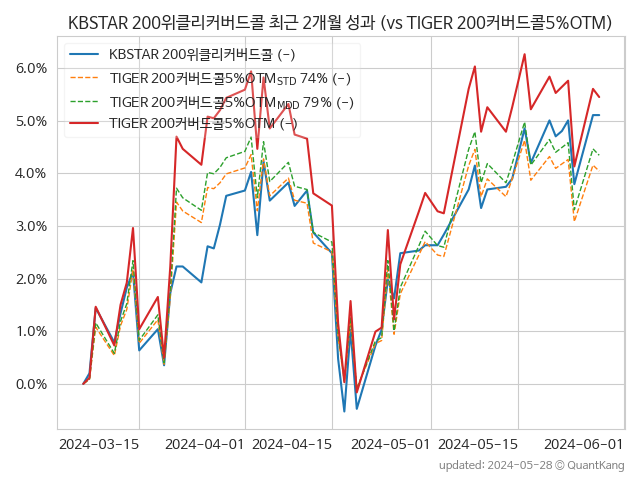 KBSTAR 200위클리커버드콜 최근 2개월 성과 (vs TIGER 200커버드콜5%OTM)
KBSTAR 200위클리커버드콜 (-)
TIGER 200커버드콜5%OTM_STD 74% (-)
TIGER 200커버드콜5%OTM_MDD 79% (-)
TIGER 200커버드콜5%OTM (-)
6.0%
5.0%
4.0%
3.0%
2.0%
1.0%
0.0%
2024-03-15 2024-04-01 2024-04-15 2024-05-01 2024-05-15 2024-06-01
updated: 2024-05-28 © QuantKang